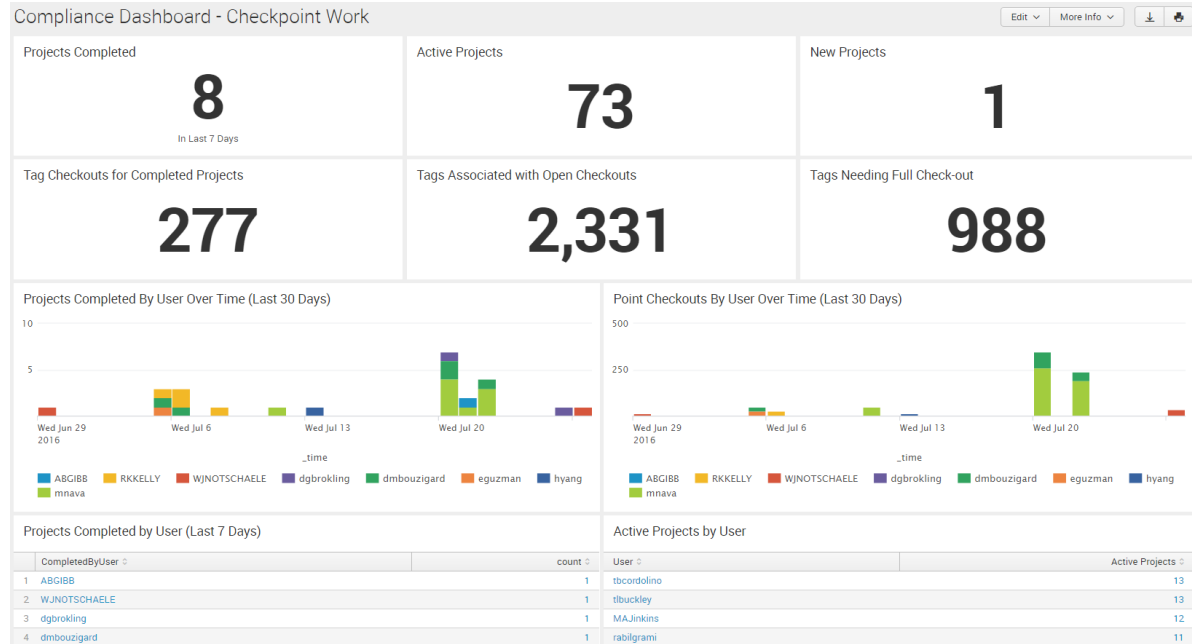 Compliance Dashboard - Checkpoint Work
Edit More Info
Projects Completed
8
In Last 7 Days
Active Projects
73
New Projects
1
Tag Checkouts for Completed Projects
277
Tags Associated with Open Checkouts
2,331
Tags Needing Full Check-out
988
Projects Completed By User Over Time (Last 30 Days)
10
5
Wed Jun 29 Wed Jul 6 Wed Jul 13 Wed Jul 20
2016
_time
ABGIBB RKKELLY WJNOTSCHAELE dgbrokling dmbouzigard eguzman hyang
mnava
Point Checkouts By User Over Time (Last 30 Days)
500
250
Wed Jun 29 Wed Jul 6 Wed Jul 13 Wed Jul 20
2016
_time
ABGIBB RKKELLY WJNOTSCHAELE dgbrokling dmbouzigard eguzman hyang
mnava
Projects Completed by User (Last 7 Days)
CompletedByUser count
1 ABGIBB 1
2 WJNOTSCHAELE 1
3 dgbrokling 1
4 dmbouzigard 1
Active Projects by User
User Active Projects
tbcordolino 13
tlbuckley 13
MAJinkins 12
rabilgrami 11